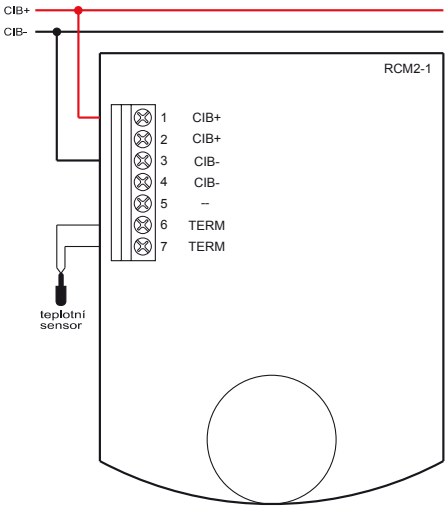 CIB+
CIB-
RCM2-1
1 CIB+
2 CIB+
3 CIB-
4 CIB-
5 --
6 TERM
7 TERM
teplotní
sensor